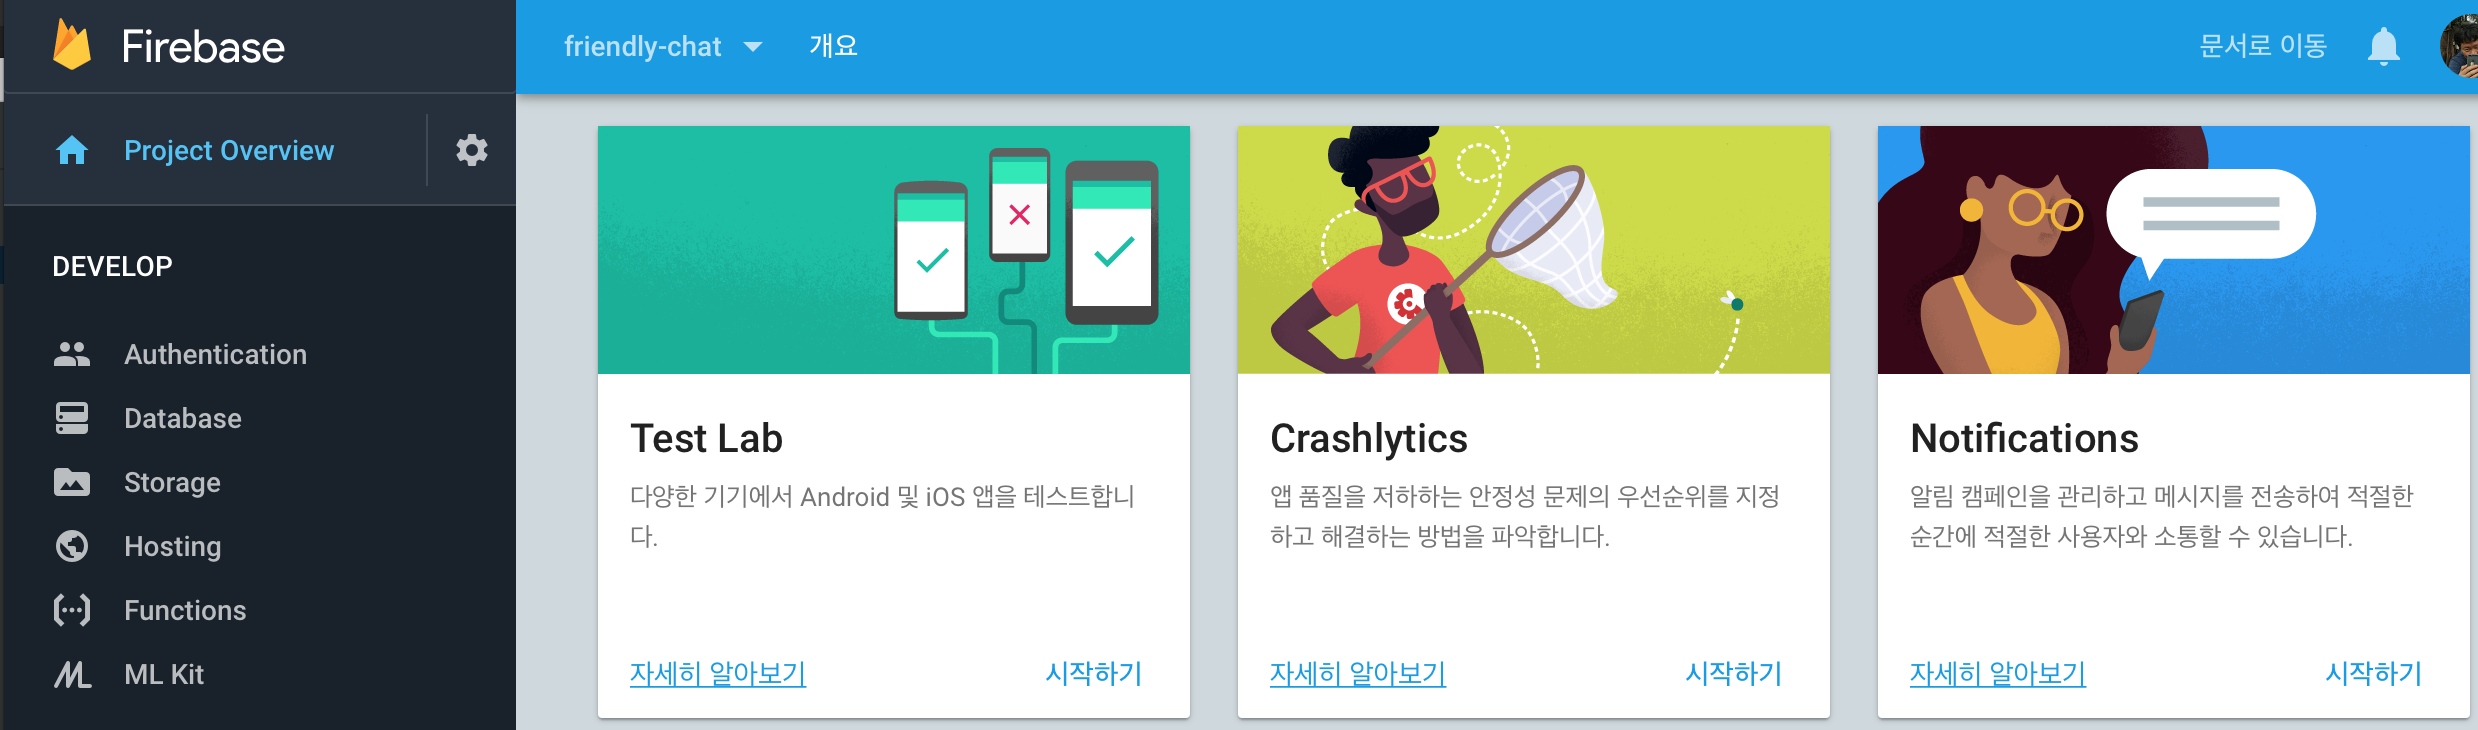 Firebase
friendly-chat
개요
문서로 이동
Project Overview
DEVELOP
Authentication
Database
Storage
Hosting
Functions
ML Kit
Test Lab
다양한 기기에서 Android 및 iOS 앱을 테스트합니
다.
자세히 알아보기
시작하기
Crashlytics
앱 품질을 저하하는 안정성 문제의 우선순위를 지정
하고 해결하는 방법을 파악합니다.
자세히 알아보기
시작하기
Notifications
알림 캠페인을 관리하고 메시지를 전송하여 적절한
순간에 적절한 사용자와 소통할 수 있습니다.
자세히 알아보기
시작하기